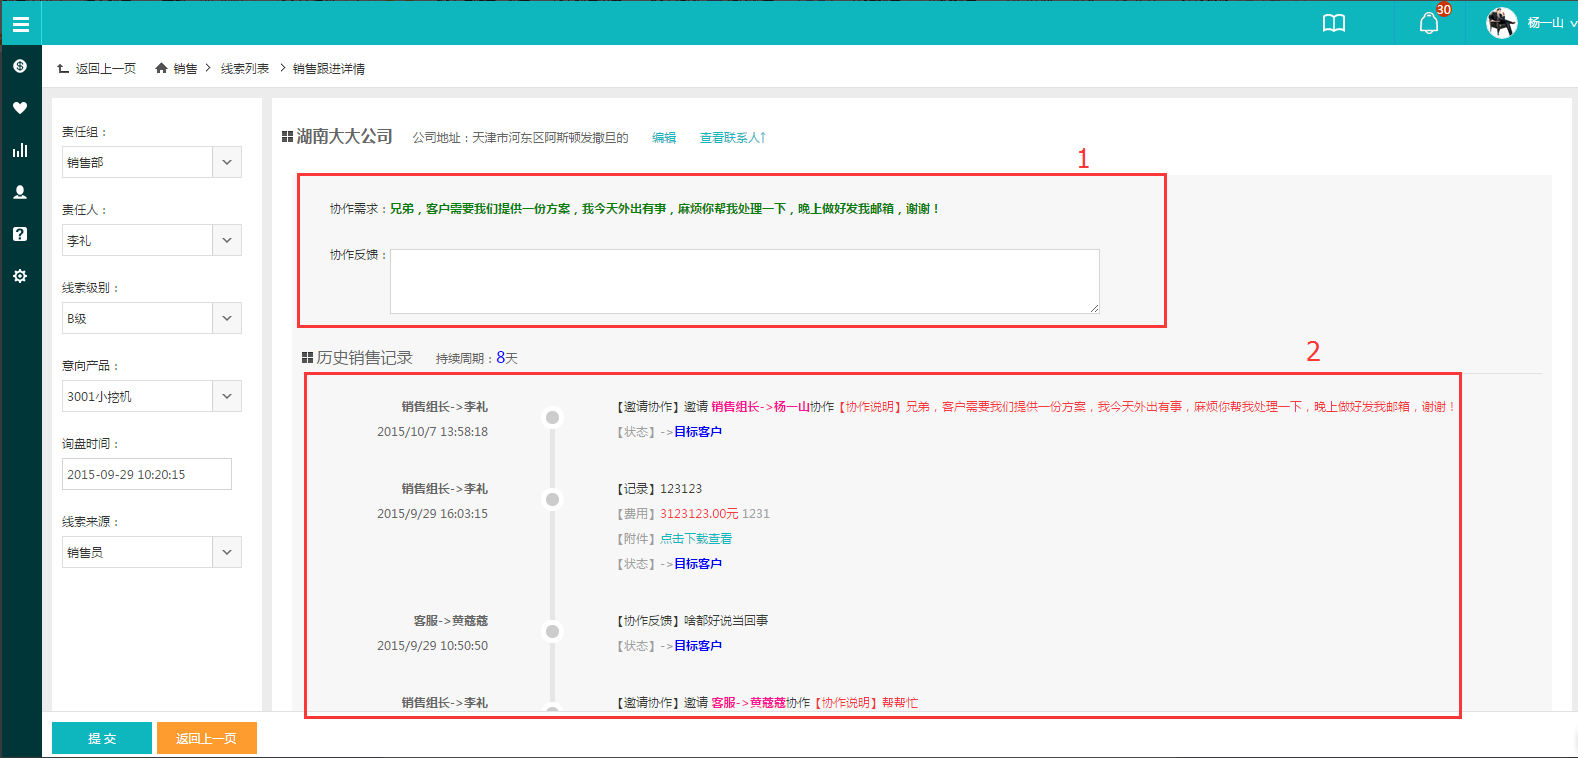 30
杨一山
返回上一页 销售 > 线索列表 > 销售跟进详情
责任组：
销售部
责任人：
李礼
线索级别：
B级
意向产品：
3001小挖机
询盘时间：
2015-09-29 10:20:15
线索来源：
销售员
湖南大大公司 公司地址：天津市河东区阿斯顿发撒旦的 编辑 查看联系人↑
1
协作需求：兄弟，客户需要我们提供一份方案，我今天外出有事，麻烦你帮我处理一下，晚上做好发我邮箱，谢谢！
协作反馈：
历史销售记录 持续周期：8天
2
销售组长->李礼
2015/10/7 13:58:18
【邀请协作】邀请 销售组长->杨一山协作【协作说明】兄弟，客户需要我们提供一份方案，我今天外出有事，麻烦你帮我处理一下，晚上做好发我邮箱，谢谢！
【状态】->目标客户
销售组长->李礼
2015/9/29 16:03:15
【记录】123123
【费用】3123123.00元 1231
【附件】点击下载查看
【状态】->目标客户
客服->黄蔻蔻
2015/9/29 10:50:50
【协作反馈】啥都好说当回事
【状态】->目标客户
销售组长->李礼
【邀请协作】邀请 客服->黄蔻蔻协作【协作说明】帮帮忙
提 交 返回上一页